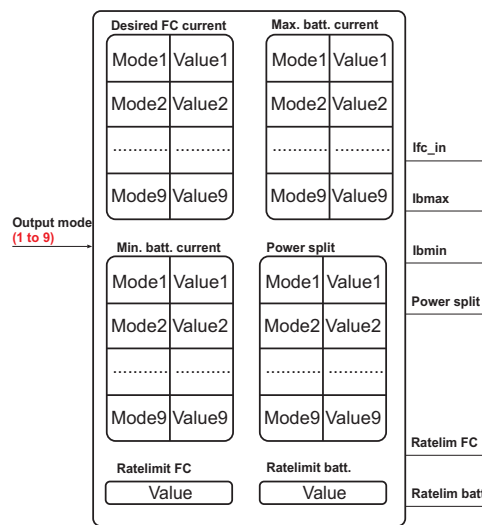 Desired FC current
Max. batt. current
Mode1 Value1
Mode1 Value1
Mode2 Value2
Mode2 Value2
............ ............
............ ............
Mode9 Value9
Mode9 Value9
Output mode
(1 to 9)
Min. batt. current
Power split
Mode1 Value1
Mode1 Value1
Mode2 Value2
Mode2 Value2
............ ............
............ ............
Mode9 Value9
Mode9 Value9
Ratelimit FC
Ratelimit batt.
Value
Value
Ifc_in
Ibmax
Ibmin
Power split
Ratelim FC
Ratelim batt